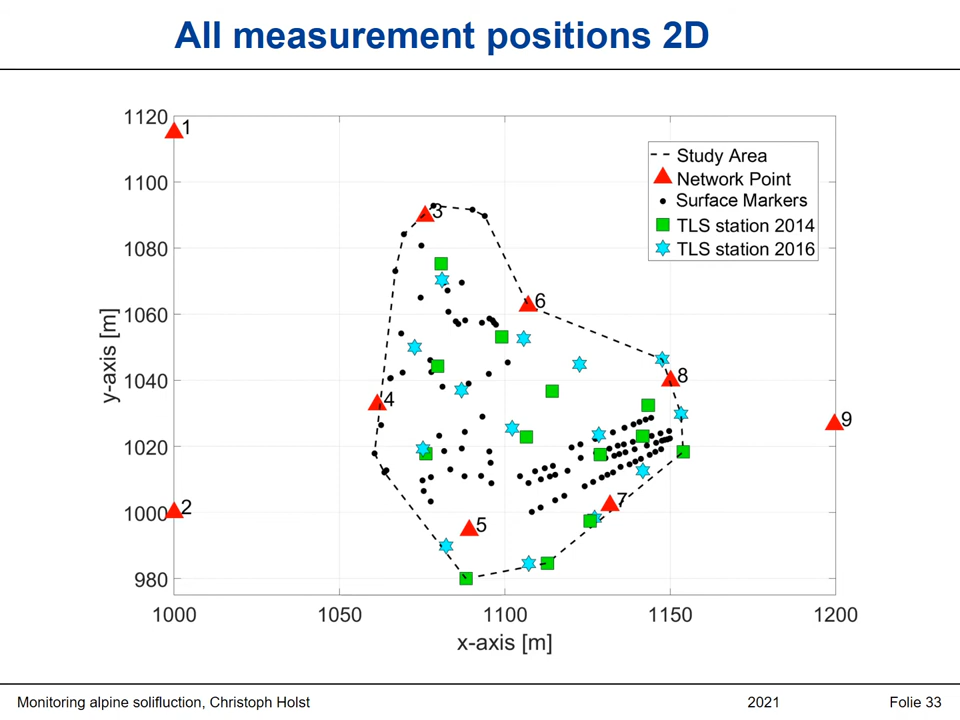 All measurement positions 2D
1120
1100
1080
1060
1040
1020
1000
980
y-axis [m]
1
2
3
4
5
6
7
8
9
Study Area
Network Point
Surface Markers
TLS station 2014
TLS station 2016
1000 1050 1100 1150 1200
x-axis [m]
Monitoring alpine solifluction, Christoph Holst 2021 Folie 33